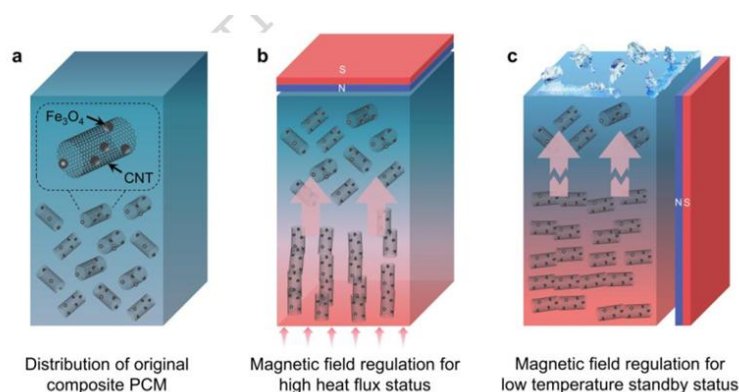 a
Fe₃O₄
CNT
Distribution of original
composite PCM
b
S
N
Magnetic field regulation for
high heat flux status
c
N S
Magnetic field regulation for
low temperature standby status